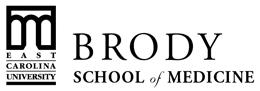 EAST
CAROLINA
UNIVERSITY
BRODY
SCHOOL of MEDICINE